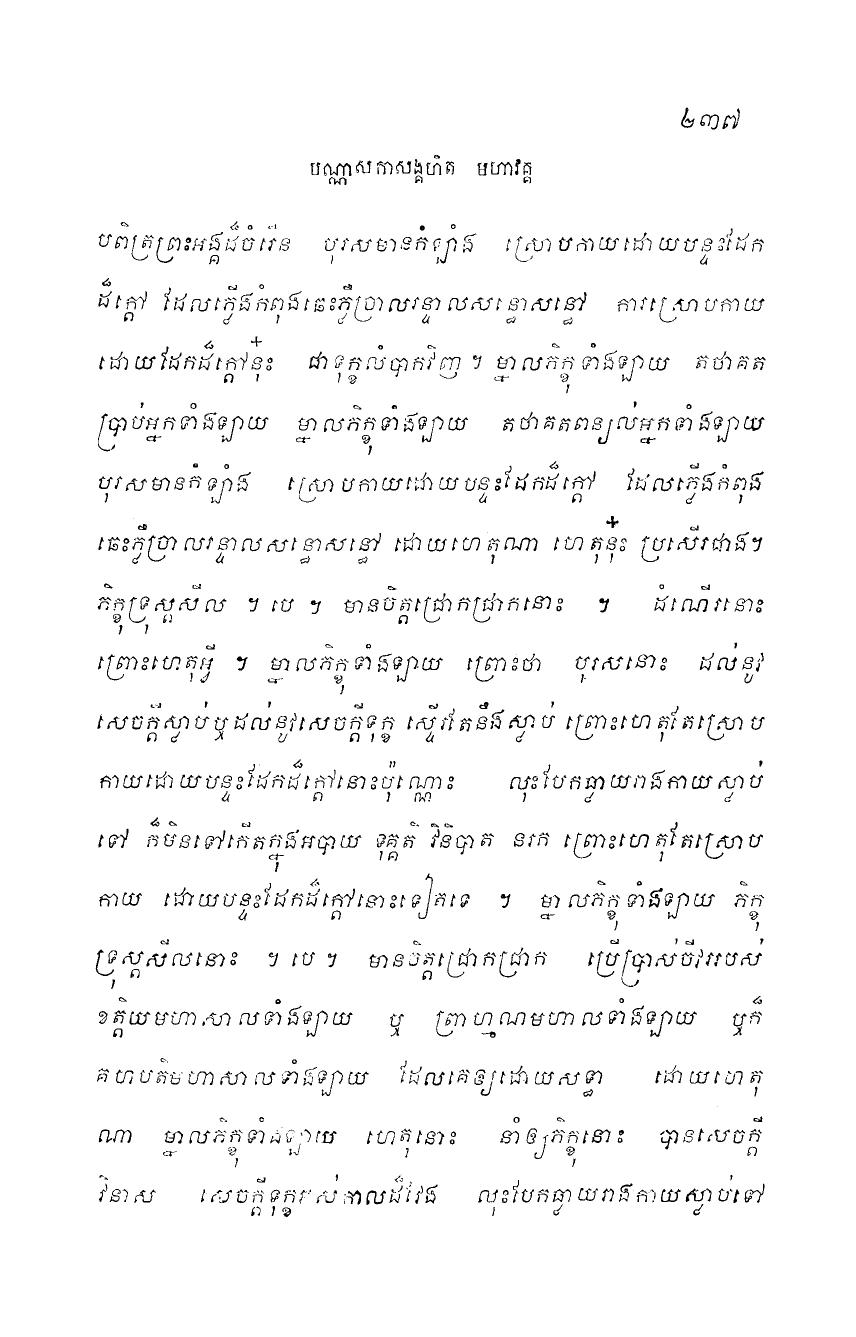 ២៣៧
បណ្ណាសកាសង្គហិត មហាវគ្គ
បពិត្រព្រះអង្គដ៏ចំរើន បុរសមានកំឡាំង ស្រោបកាយដោយបន្ទះដែក
ដ៏ក្តៅ ដែលភ្លើងកំពុងឆេះភ្លឺប្រាលរន្ទាលសន្ធោសន្ធៅ ការស្រោបកាយ
ដោយដែកដ៏ក្តៅនុ៎ះ ជាទុក្ខលំបាកវិញ ។ ម្នាលភិក្ខុទាំងឡាយ តថាគត
ប្រាប់អ្នកទាំងឡាយ ម្នាលភិក្ខុទាំងឡាយ តថាគតពន្យល់អ្នកទាំងឡាយ
បុរសមានកំឡាំង ស្រោបកាយដោយបន្ទះដែកដ៏ក្តៅ ដែលភ្លើងកំពុង
ឆេះភ្លឺប្រាលរន្ទាលសន្ធោសន្ធៅ ដោយហេតុណា ហេតុនុ៎ះ ប្រសើរជាង។
ភិក្ខុទ្រុស្តសីល ។ បេ ។ មានចិត្តជ្រោកជ្រាកនោះ ។ ដំណើរនោះ
ព្រោះហេតុអ្វី ។ ម្នាលភិក្ខុទាំងឡាយ ព្រោះថា បុរសនោះ ដល់នូវ
សេចក្តីស្លាប់ឬដល់នូវសេចក្តីទុក្ខ ស្ទើរតែនឹងស្លាប់ ព្រោះហេតុតែស្រោប
កាយដោយបន្ទះដែកដ៏ក្តៅនោះប៉ុណ្ណោះ លុះបែកធ្លាយរាងកាយស្លាប់
ទៅ ក៏មិនទៅកើតក្នុងអបាយ ទុគ្គតិ វិនិបាត នរក ព្រោះហេតុតែស្រោប
កាយ ដោយបន្ទះដែកដ៏ក្តៅនោះទៀតទេ ។ ម្នាលភិក្ខុទាំងឡាយ ភិក្ខុ
ទ្រុស្តសីលនោះ ។ បេ ។ មានចិត្តជ្រោកជ្រាក ប្រើប្រាស់ចីវររបស់
ខត្តិយមហាសាលទាំងឡាយ ឬ ព្រាហ្មណមហាលទាំងឡាយ ឬក៏
គហបតិមហាសាលទាំងឡាយ ដែលគេឲ្យដោយសទ្ធា ដោយហេតុ
ណា ម្នាលភិក្ខុទាំងឡាយ ហេតុនោះ នាំឲ្យភិក្ខុនោះ បានសេចក្តី
វិនាស សេចក្តីទុក្ខអស់កាលដ៏វែង លុះបែកធ្លាយរាងកាយស្លាប់ទៅ